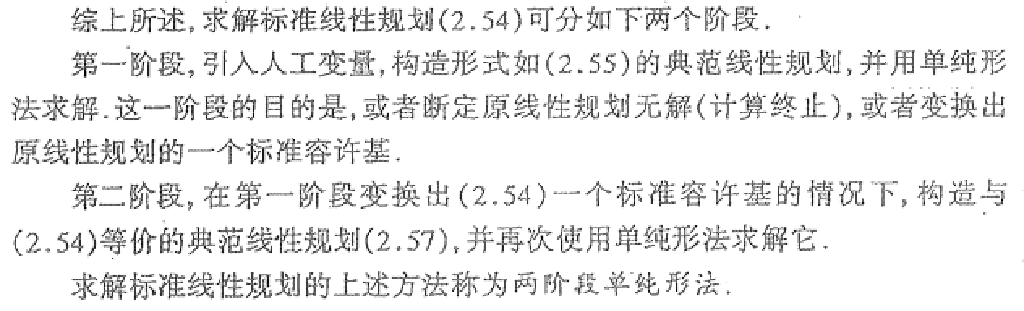 综上所述,求解标准线性规划(2.54)可分如下两个阶段.
第一阶段,引入人工变量,构造形式如(2.55)的典范线性规划,并用单纯形
法求解.这一阶段的目的是,或者断定原线性规划无解(计算终止),或者变换出
原线性规划的一个标准容许基.
第二阶段,在第一阶段变换出(2.54)一个标准容许基的情况下,构造与
(2.54)等价的典范线性规划(2.57),并再次使用单纯形法求解它.
求解标准线性规划的上述方法称为两阶段单纯形法.